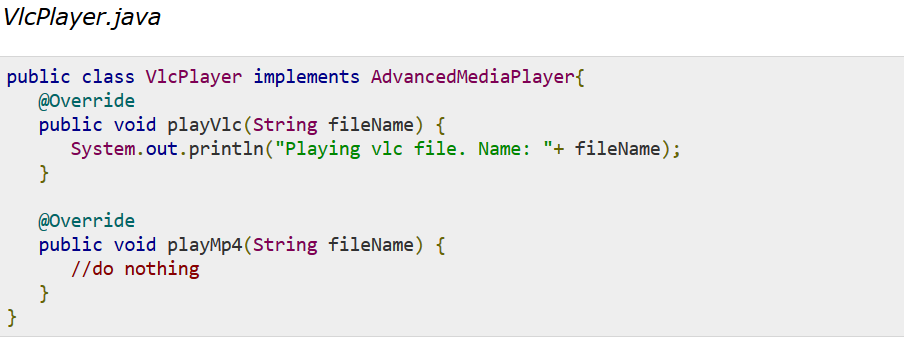 VlcPlayer.java
public class VlcPlayer implements AdvancedMediaPlayer{
   @Override
   public void playVlc(String fileName) {
      System.out.println("Playing vlc file. Name: "+ fileName);
   }

   @Override
   public void playMp4(String fileName) {
      //do nothing
   }
}